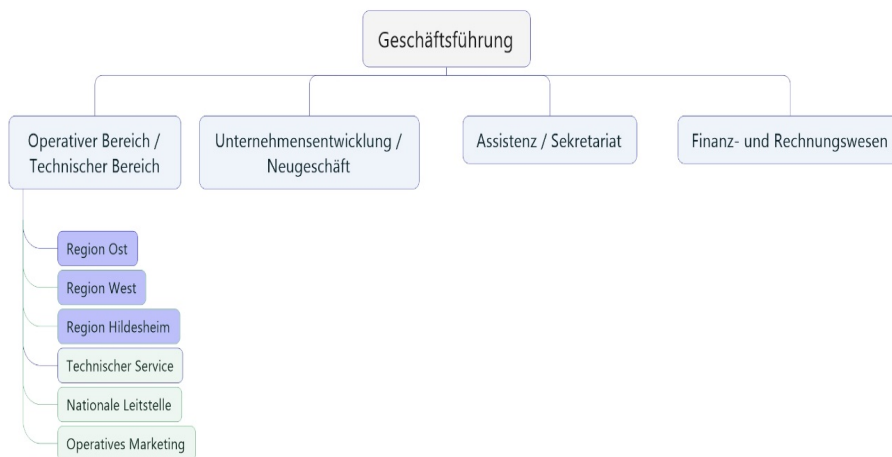 Geschäftsführung
Operativer Bereich /
Technischer Bereich
Unternehmensentwicklung /
Neugeschäft
Assistenz / Sekretariat
Finanz- und Rechnungswesen
Region Ost
Region West
Region Hildesheim
Technischer Service
Nationale Leitstelle
Operatives Marketing